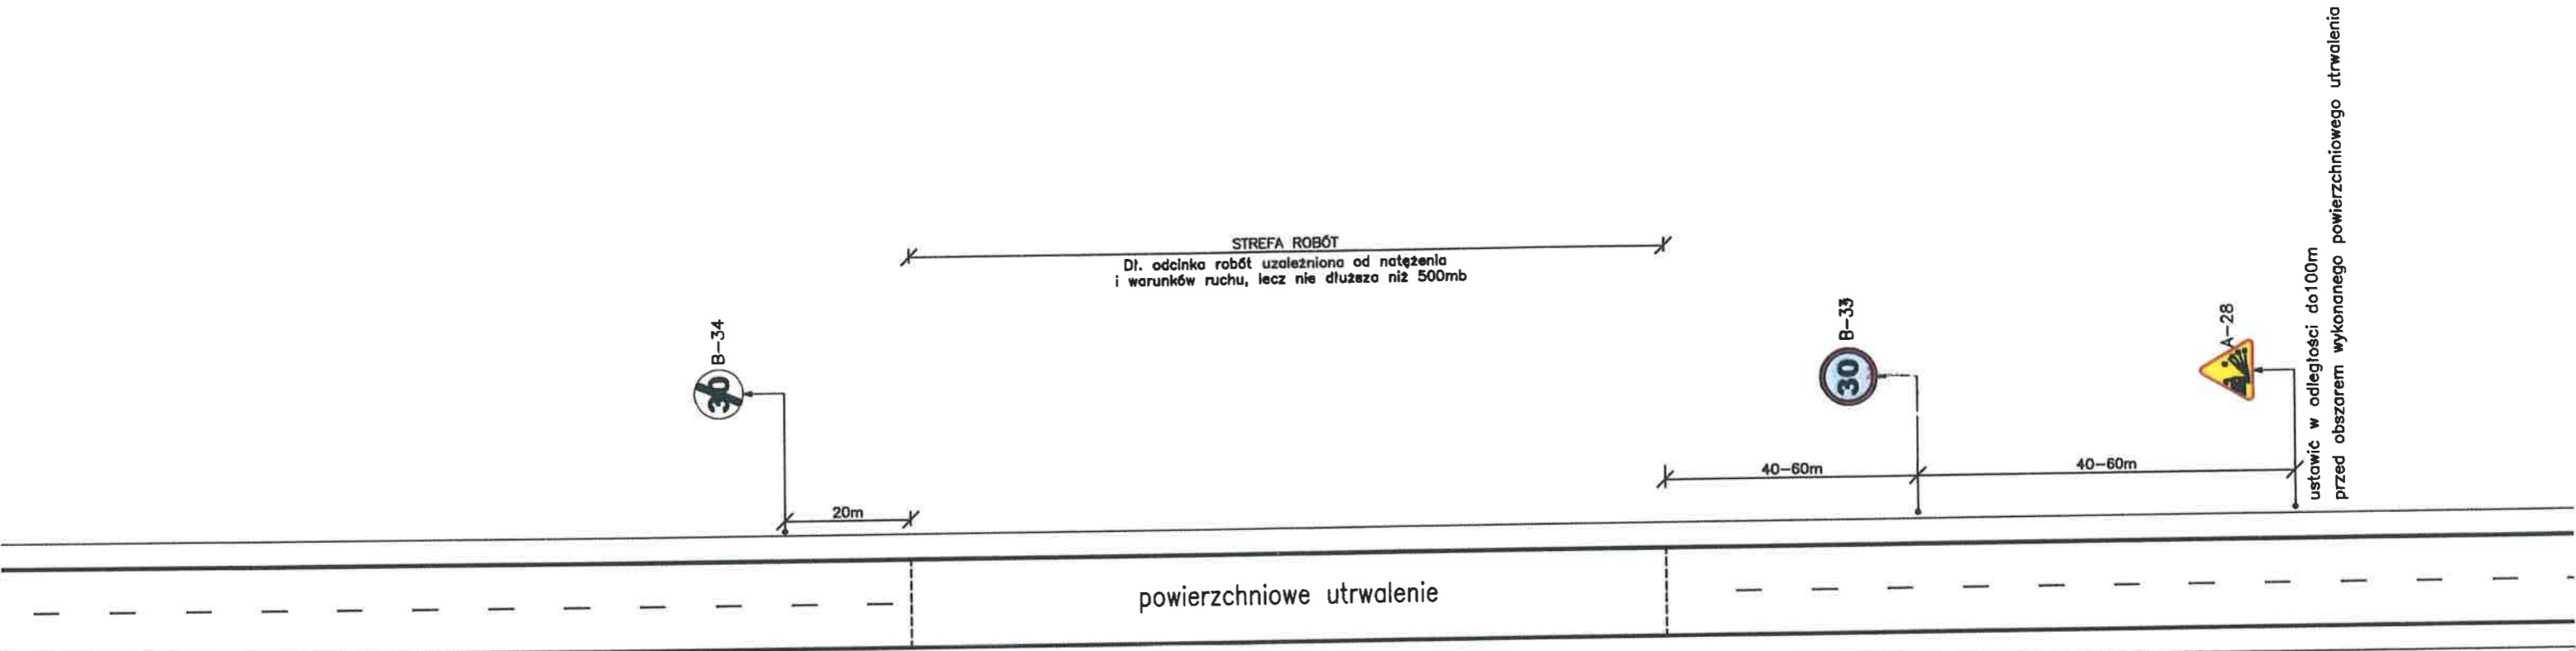 STREFA ROBÓT
Dł. odcinka robót uzależniona od natężenia
i warunków ruchu, lecz nie dłuższa niż 500mb
B-34
30
B-33
30
A-28
ustawić w odległości do100m
przed obszarem wykonanego powierzchniowego utrwalenia
40-60m
40-60m
20m
powierzchniowe utrwalenie